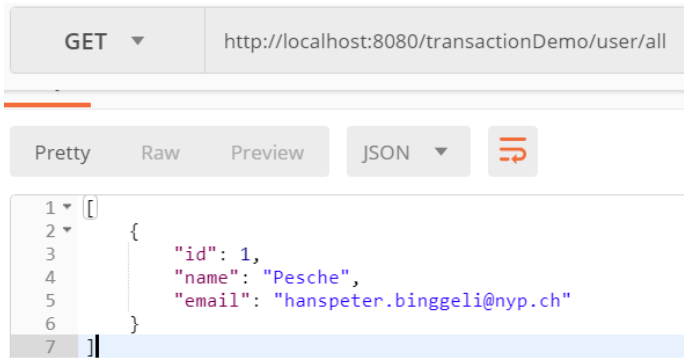 GET http://localhost:8080/transactionDemo/user/all
Pretty Raw Preview JSON
1 [
2 {
3 "id": 1,
4 "name": "Pesche",
5 "email": "hanspeter.binggeli@nyp.ch"
6 }
7 ]